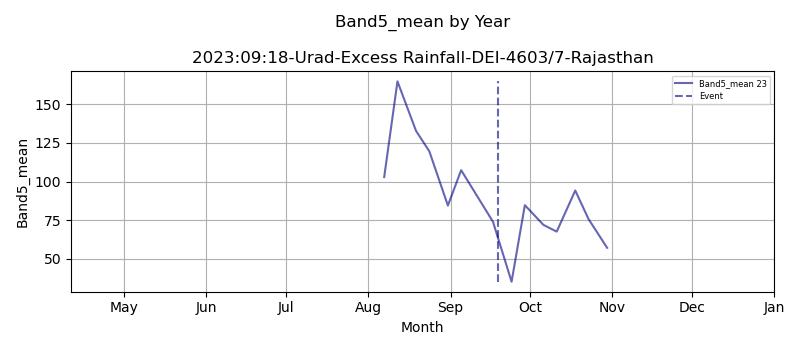 Band5_mean by Year
2023:09:18-Urad-Excess Rainfall-DEI-4603/7-Rajasthan
Band5_mean 23
Event
150
125
100
75
50
Band5_mean
May Jun Jul Aug Sep Oct Nov Dec Jan
Month